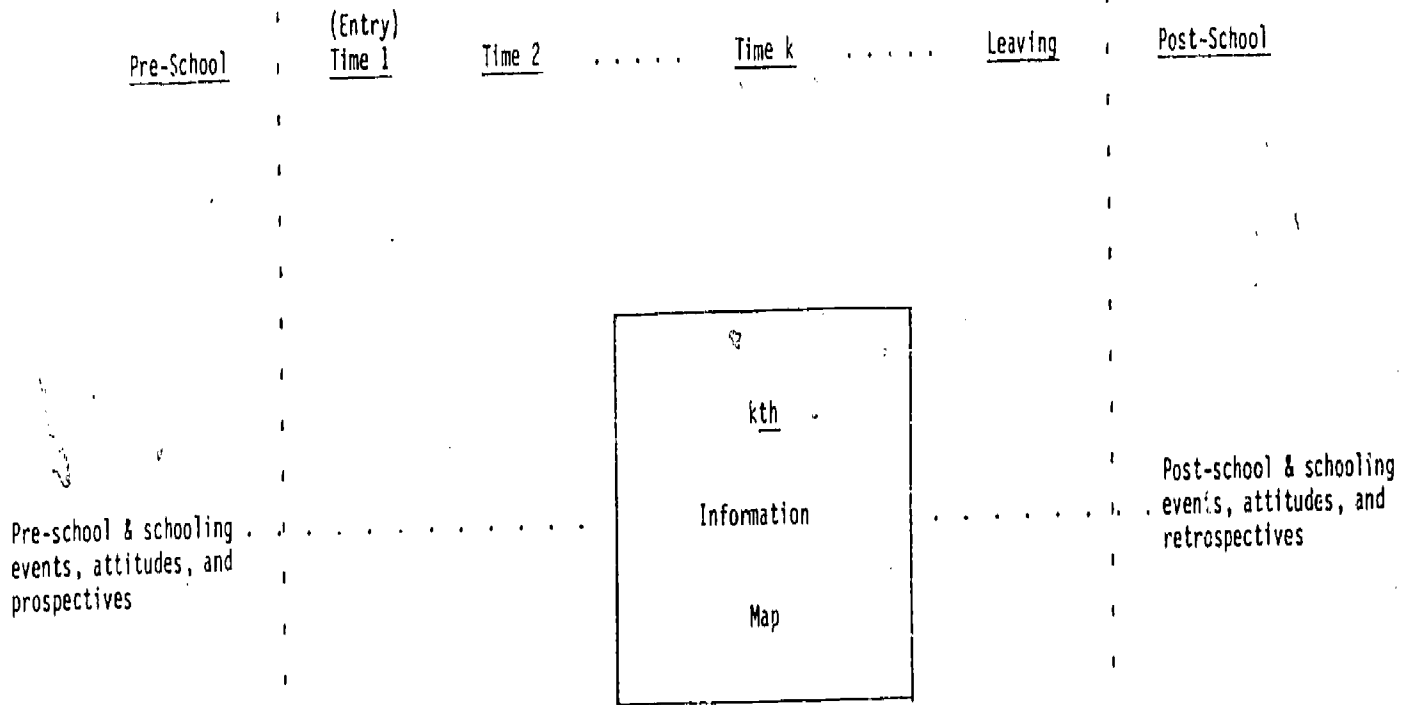 (Entry)
Pre-School Time 1 Time 2 . . . . . Time k . . . . . Leaving Post-School
kth
Information
Map
Pre-school & schooling . . . . . . . . .
events, attitudes, and
prospectives
. . . . . . . Post-school & schooling
events, attitudes, and
retrospectives